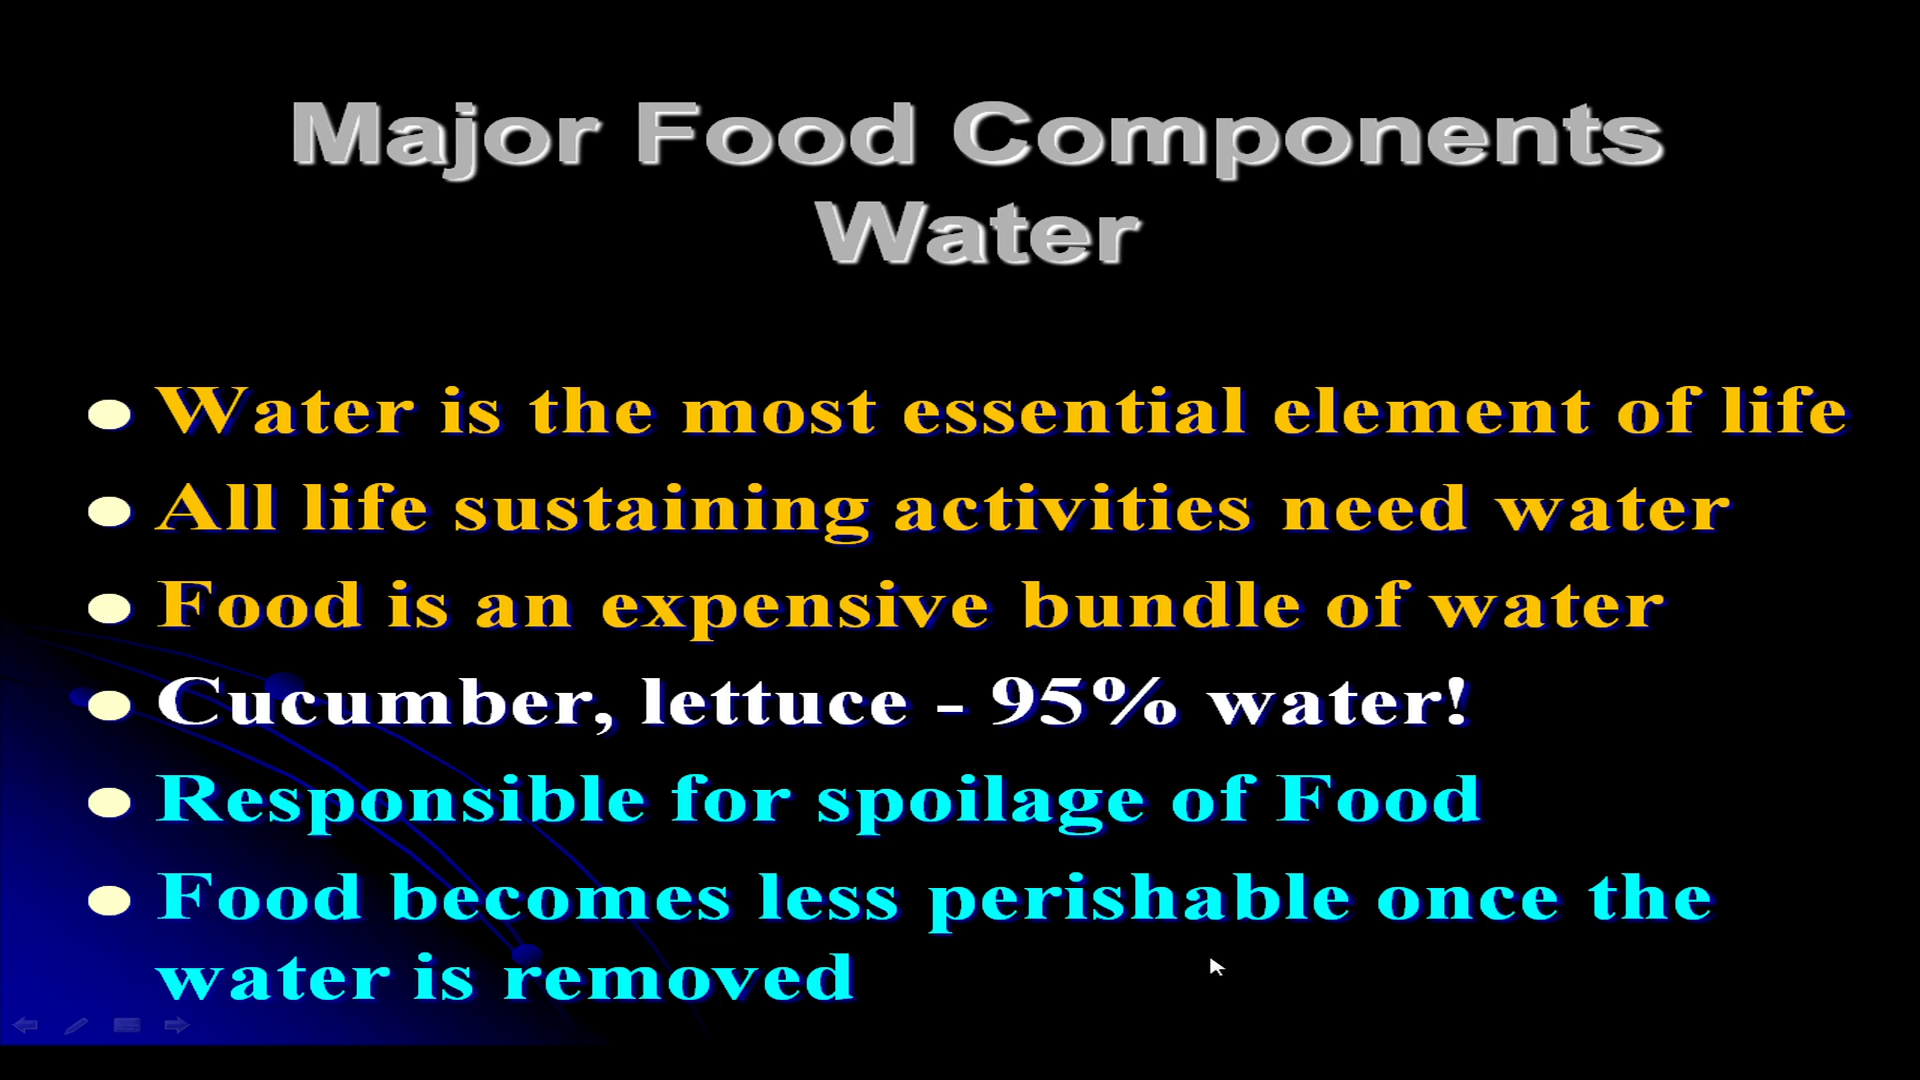 Major Food Components
Water
Water is the most essential element of life
All life sustaining activities need water
Food is an expensive bundle of water
Cucumber, lettuce - 95% water!
Responsible for spoilage of Food
Food becomes less perishable once the
water is removed